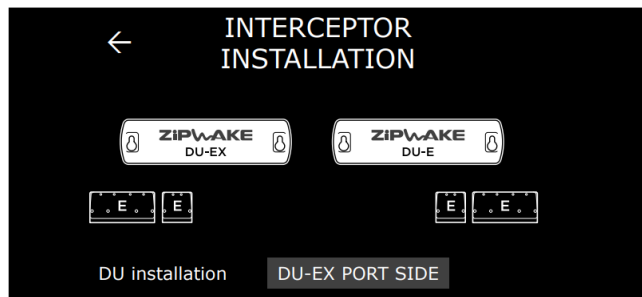 INTERCEPTOR
INSTALLATION
ZIPWAKE ZIPWAKE
DU-EX DU-E
E E E E
DU installation DU-EX PORT SIDE